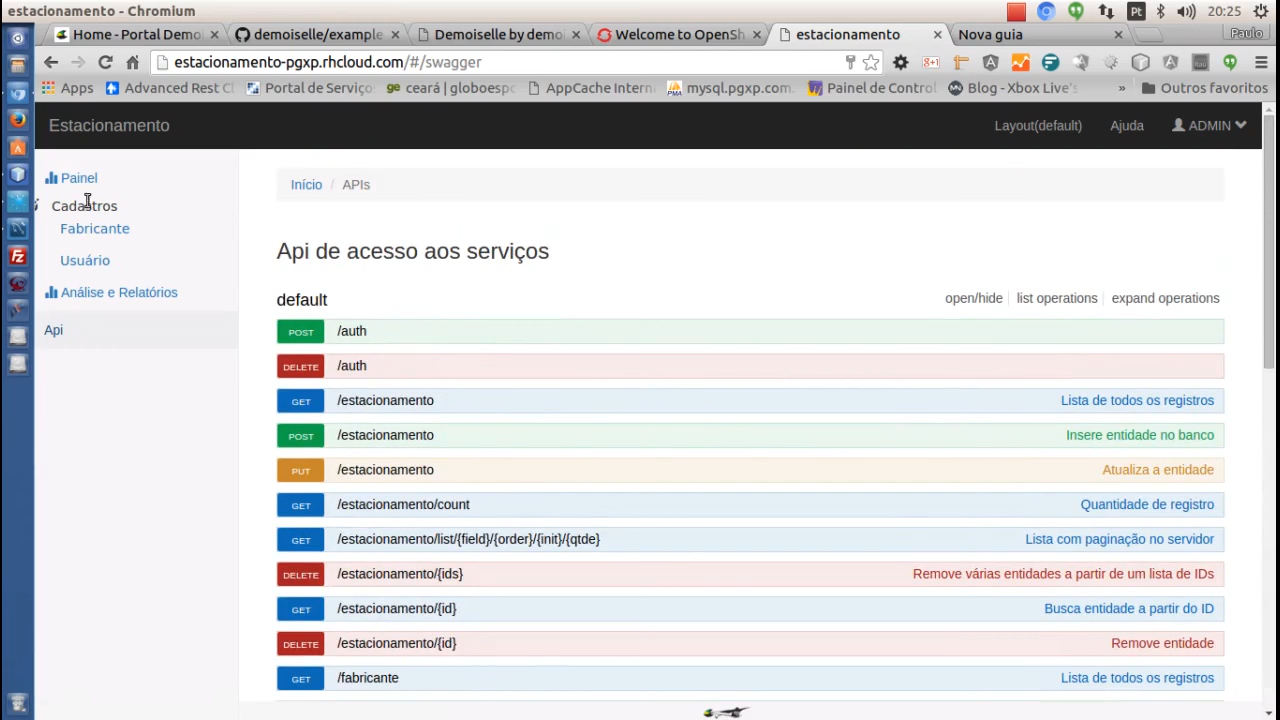 estacionamento - Chromium
Pt
20:25
Home - Portal Demo
demoiselle/example
Demoiselle by demo
Welcome to OpenSh
estacionamento
Nova guia
Paulo
estacionamento-pgxp.rhcloud.com/#/swagger
Apps
Advanced Rest Cl
Portal de Serviço
ge ceará | globoesp
AppCache Intern
mysql.pgxp.com.
Painel de Control
Blog - Xbox Live's
»
Outros favoritos
Estacionamento
Layout(default)
Ajuda
ADMIN
Painel
Cadastros
Fabricante
Usuário
Análise e Relatórios
Api
Início / APIs
Api de acesso aos serviços
default
open/hide
list operations
expand operations
POST /auth
DELETE /auth
GET /estacionamento Lista de todos os registros
POST /estacionamento Insere entidade no banco
PUT /estacionamento Atualiza a entidade
GET /estacionamento/count Quantidade de registro
GET /estacionamento/list/{field}/{order}/{init}/{qtde} Lista com paginação no servidor
DELETE /estacionamento/{ids} Remove várias entidades a partir de um lista de IDs
GET /estacionamento/{id} Busca entidade a partir do ID
DELETE /estacionamento/{id} Remove entidade
GET /fabricante Lista de todos os registros